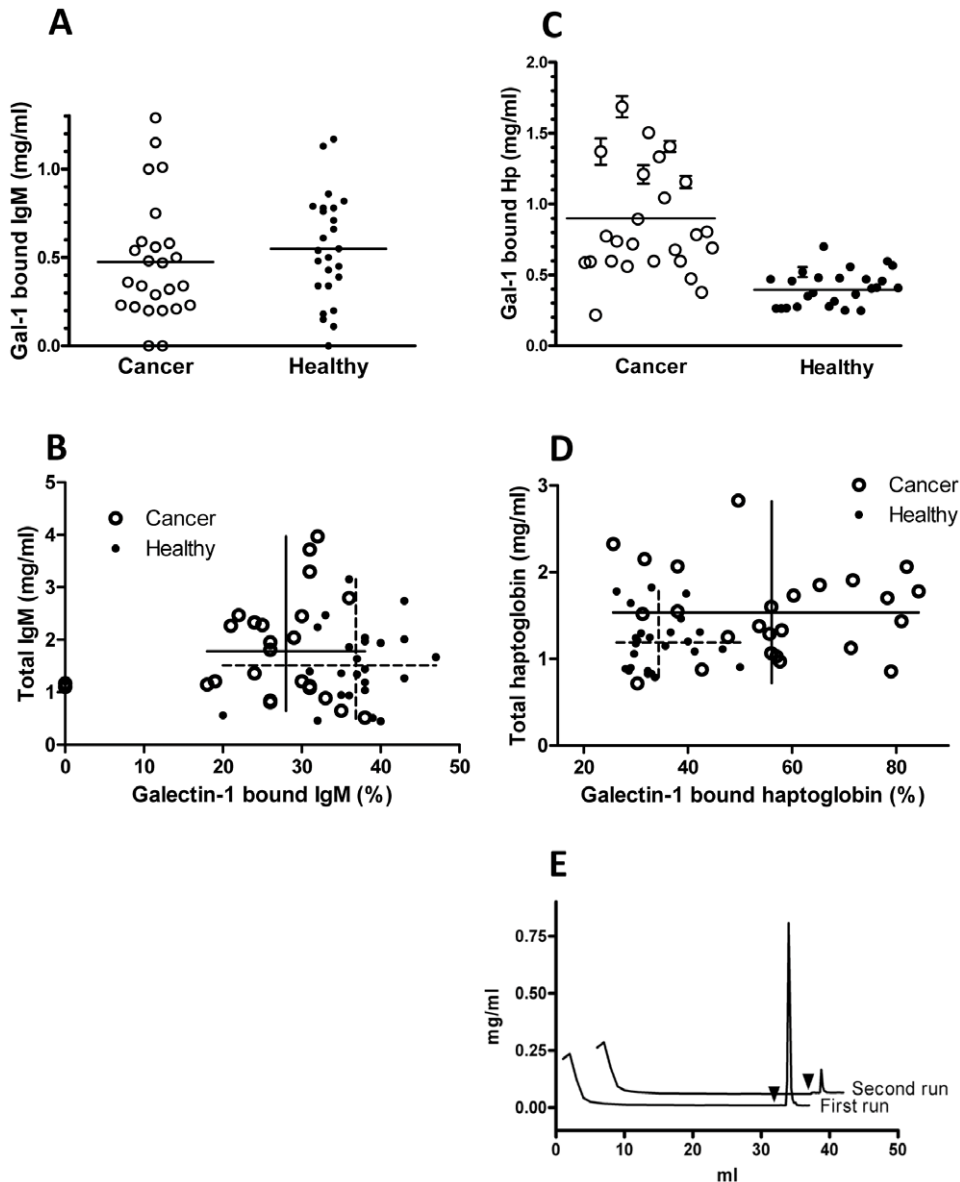 A
Gal-1 bound IgM (mg/ml)
1.0
0.5
0.0
Cancer Healthy
C
Gal-1 bound Hp (mg/ml)
2.0
1.5
1.0
0.5
0.0
Cancer Healthy
B
Total IgM (mg/ml)
5
4
3
2
1
0
Cancer
Healthy
0 10 20 30 40 50
Galectin-1 bound IgM (%)
D
Total haptoglobin (mg/ml)
3
2
1
0
Cancer
Healthy
20 40 60 80
Galectin-1 bound haptoglobin (%)
E
mg/ml
0.75
0.50
0.25
0.00
Second run
First run
0 10 20 30 40 50
ml